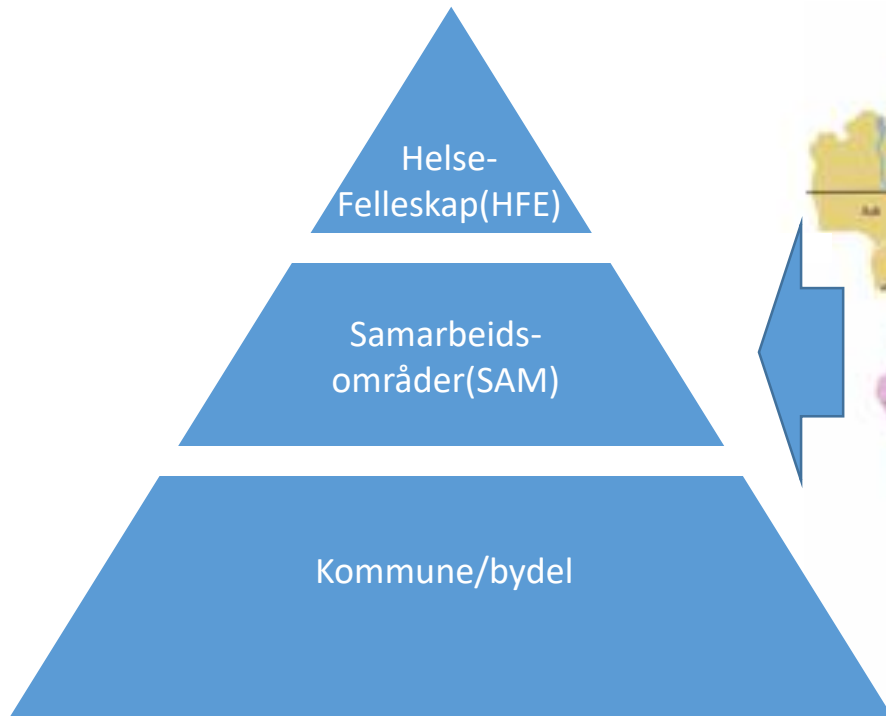 Helse-
Felleskap(HFE)
Samarbeids-
områder(SAM)
Kommune/bydel